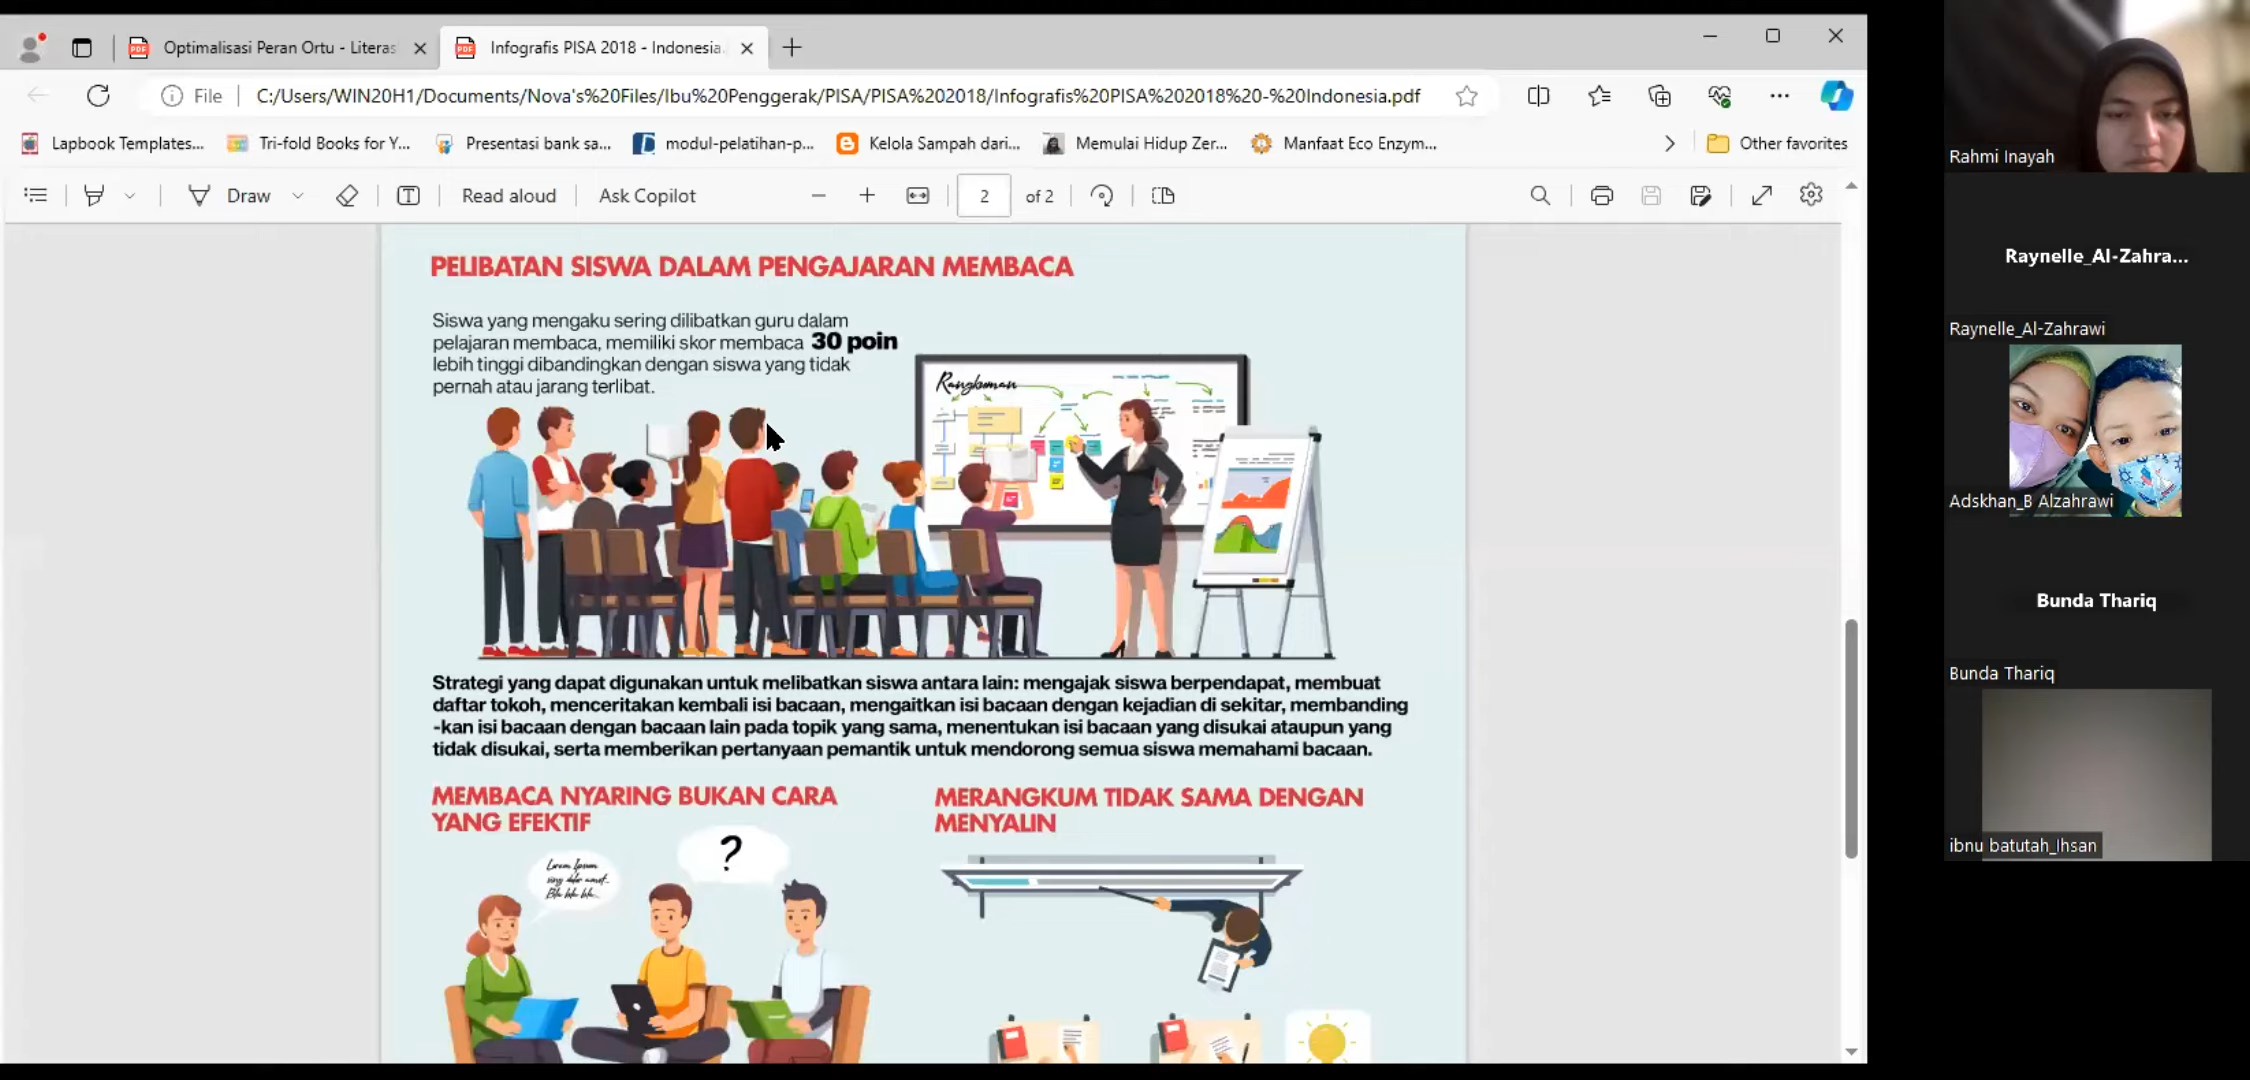 Optimalisasi Peran Ortu - Literas
Infografis PISA 2018 - Indonesia.
File
C:/Users/WIN20H1/Documents/Nova's%20Files/Ibu%20Penggerak/PISA/PISA%202018/Infografis%20PISA%202018%20-%20Indonesia.pdf
Lapbook Templates...
Tri-fold Books for Y...
Presentasi bank sa...
modul-pelatihan-p...
Kelola Sampah dari...
Memulai Hidup Zer...
Manfaat Eco Enzym...
Other favorites
Draw
Read aloud
Ask Copilot
2
of 2
PELIBATAN SISWA DALAM PENGAJARAN MEMBACA
Siswa yang mengaku sering dilibatkan guru dalam
pelajaran membaca, memiliki skor membaca 30 poin
lebih tinggi dibandingkan dengan siswa yang tidak
pernah atau jarang terlibat.
Rangkuman
Strategi yang dapat digunakan untuk melibatkan siswa antara lain: mengajak siswa berpendapat, membuat
daftar tokoh, menceritakan kembali isi bacaan, mengaitkan isi bacaan dengan kejadian di sekitar, membanding
-kan isi bacaan dengan bacaan lain pada topik yang sama, menentukan isi bacaan yang disukai ataupun yang
tidak disukai, serta memberikan pertanyaan pemantik untuk mendorong semua siswa memahami bacaan.
MEMBACA NYARING BUKAN CARA
YANG EFEKTIF
Lorem Ipsum
Bla bla bla..
?
MERANGKUM TIDAK SAMA DENGAN
MENYALIN
Rahmi Inayah
Raynelle_Al-Zahra...
Raynelle_Al-Zahrawi
Adskhan_B Alzahrawi
Bunda Thariq
Bunda Thariq
ibnu batutah_Ihsan